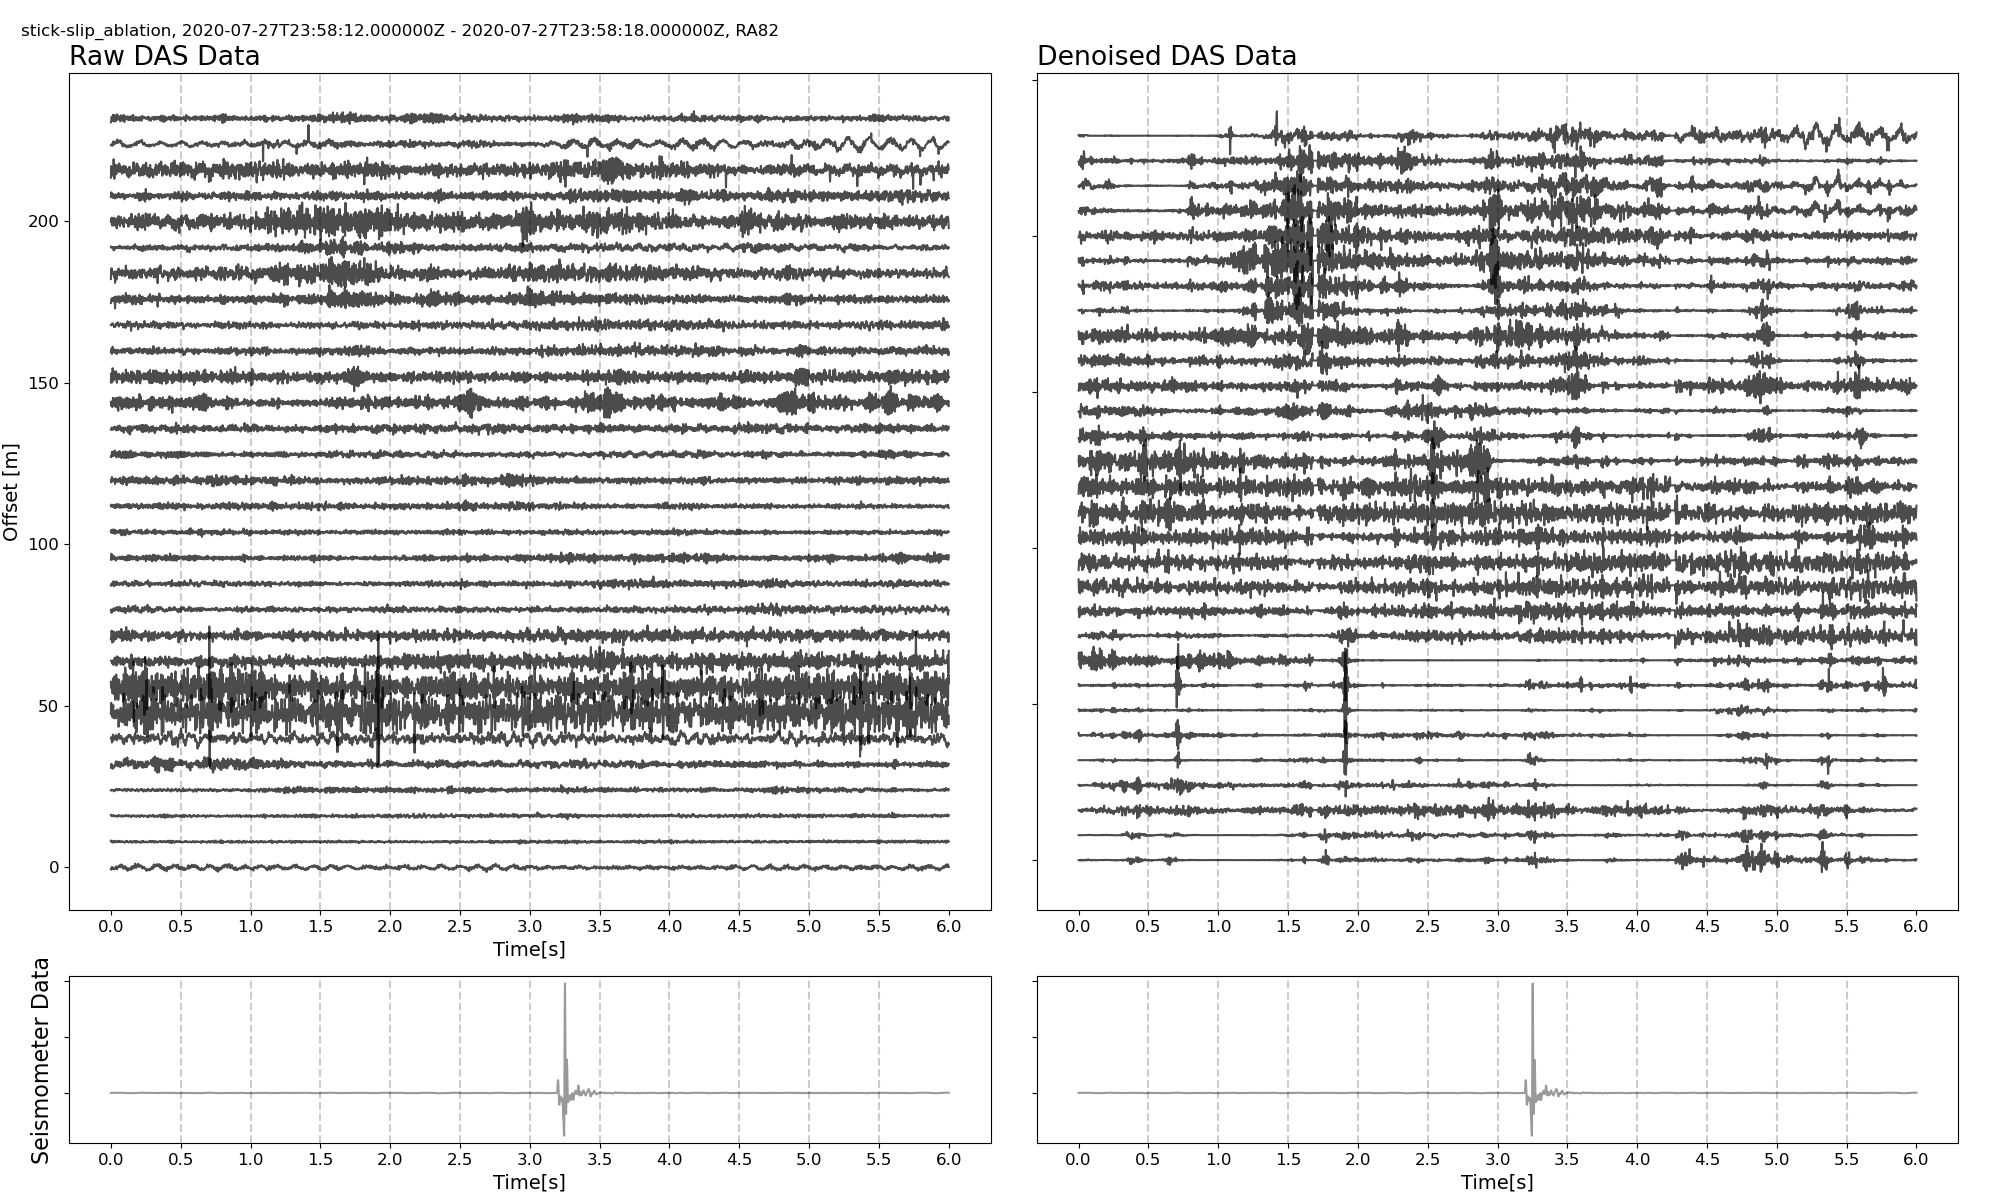 stick-slip_ablation, 2020-07-27T23:58:12.000000Z - 2020-07-27T23:58:18.000000Z, RA82
Raw DAS Data
Denoised DAS Data
Offset [m]
200
150
100
50
0
0.0 0.5 1.0 1.5 2.0 2.5 3.0 3.5 4.0 4.5 5.0 5.5 6.0
Time[s]
0.0 0.5 1.0 1.5 2.0 2.5 3.0 3.5 4.0 4.5 5.0 5.5 6.0
Seismometer Data
0.0 0.5 1.0 1.5 2.0 2.5 3.0 3.5 4.0 4.5 5.0 5.5 6.0
Time[s]
0.0 0.5 1.0 1.5 2.0 2.5 3.0 3.5 4.0 4.5 5.0 5.5 6.0
Time[s]